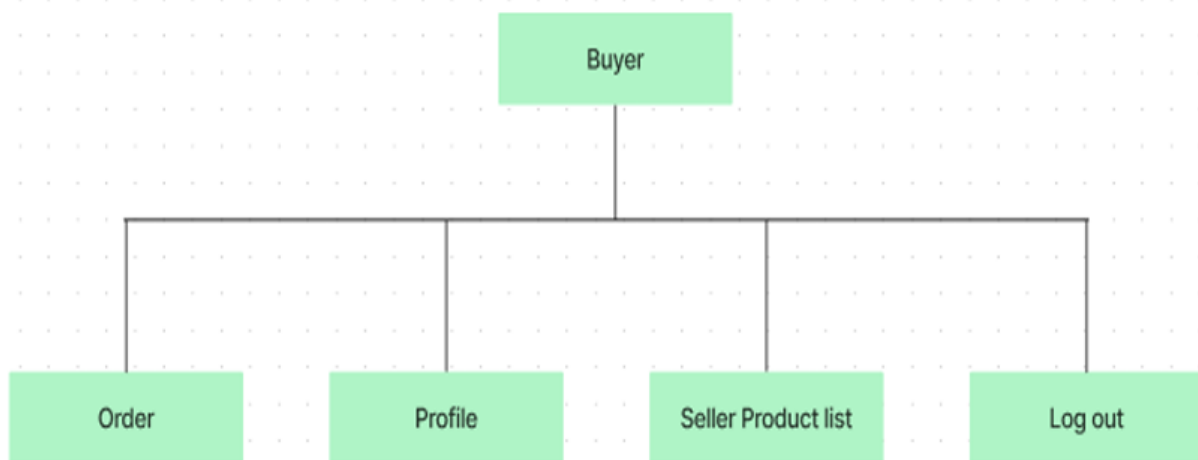 Buyer
Order
Profile
Seller Product list
Log out